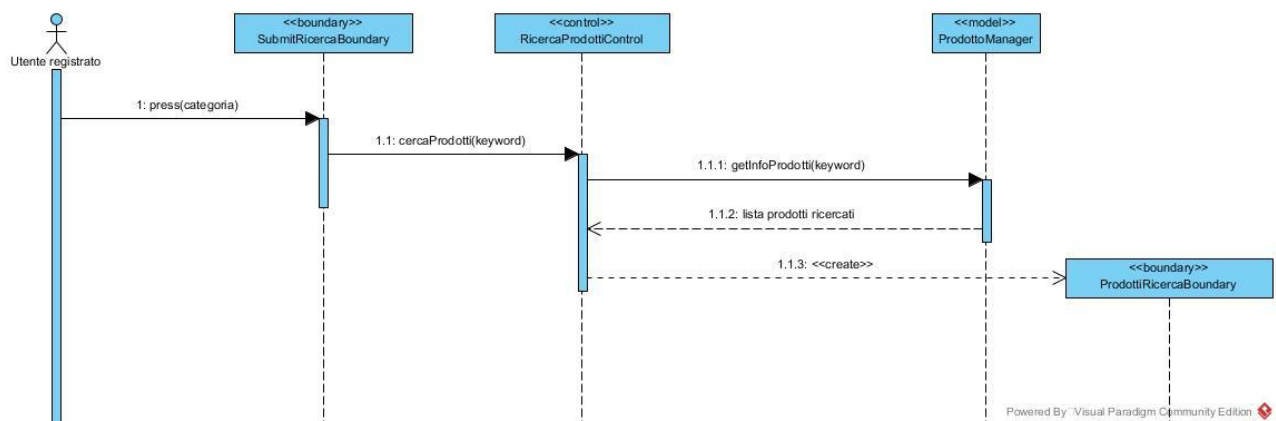 <<boundary>>
SubmitRicercaBoundary
<<control>>
RicercaProdottiControl
<<model>>
ProdottoManager
Utente registrato
1: press(categoria)
1.1: cercaProdotti(keyword)
1.1.1: getInfoProdotti(keyword)
1.1.2: lista prodotti ricercati
1.1.3: <<create>>
<<boundary>>
ProdottiRicercaBoundary
Powered By Visual Paradigm Community Edition